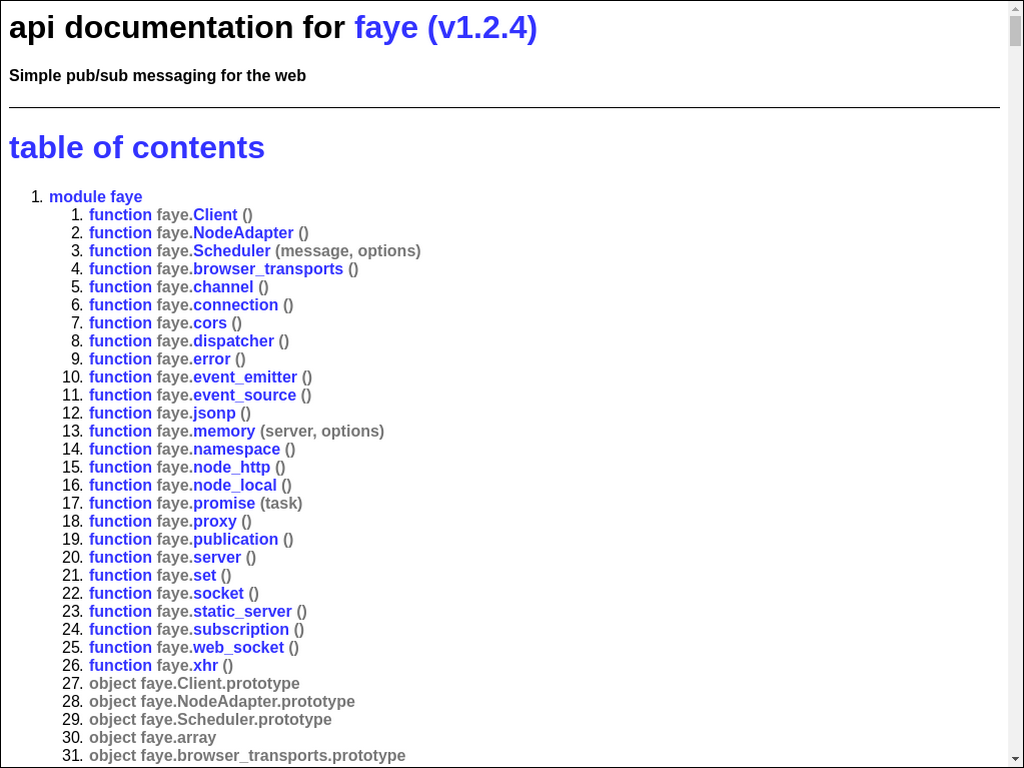 api documentation for faye (v1.2.4)
Simple pub/sub messaging for the web
table of contents
1. module faye
1. function faye.Client ()
2. function faye.NodeAdapter ()
3. function faye.Scheduler (message, options)
4. function faye.browser_transports ()
5. function faye.channel ()
6. function faye.connection ()
7. function faye.cors ()
8. function faye.dispatcher ()
9. function faye.error ()
10. function faye.event_emitter ()
11. function faye.event_source ()
12. function faye.jsonp ()
13. function faye.memory (server, options)
14. function faye.namespace ()
15. function faye.node_http ()
16. function faye.node_local ()
17. function faye.promise (task)
18. function faye.proxy ()
19. function faye.publication ()
20. function faye.server ()
21. function faye.set ()
22. function faye.socket ()
23. function faye.static_server ()
24. function faye.subscription ()
25. function faye.web_socket ()
26. function faye.xhr ()
27. object faye.Client.prototype
28. object faye.NodeAdapter.prototype
29. object faye.Scheduler.prototype
30. object faye.array
31. object faye.browser_transports.prototype